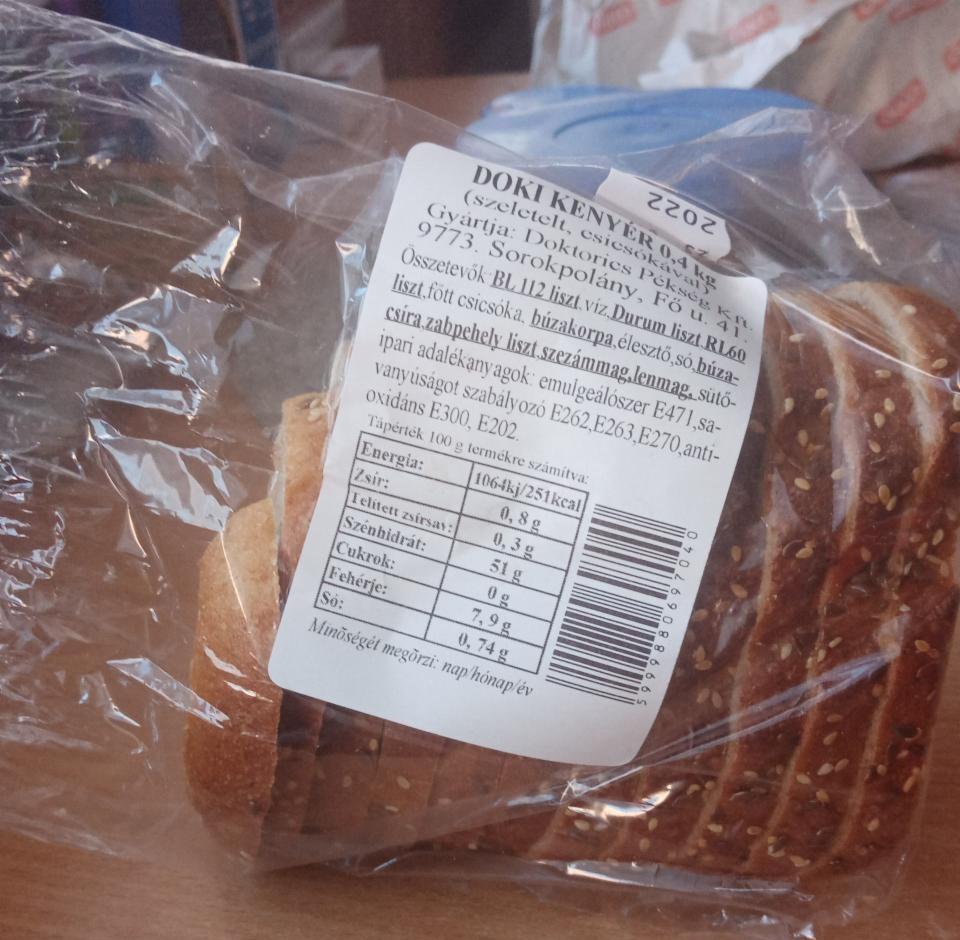 DOKI KENYÉR 0,4 kg
2022
(szeletelt, csicsókával)
Gyártja: Doktorics Pékség Kft.
9773. Sorokpolány, Fő u. 41.
Összetevők:BL 112 liszt,víz,Durum liszt,RL60
liszt,főtt csicsóka, búzakorpa,élesztő,só,búza-
csíra,zabpehely liszt,szezámmag,lenmag, sütő-
ipari adalékanyagok: emulgeálószer E471,sa-
vanyúságot szabályozó E262,E263,E270,anti-
oxidáns E300, E202.
Tápérték 100 g termékre számítva:
Energia: 1064kj/251kcal
Zsír: 0, 8 g
Telített zsírsav: 0, 3 g
Szénhidrát: 51 g
Cukrok: 0 g
Fehérje: 7, 9 g
Só: 0, 74 g
Minőségét megőrzi: nap/hónap/év
5999880697040